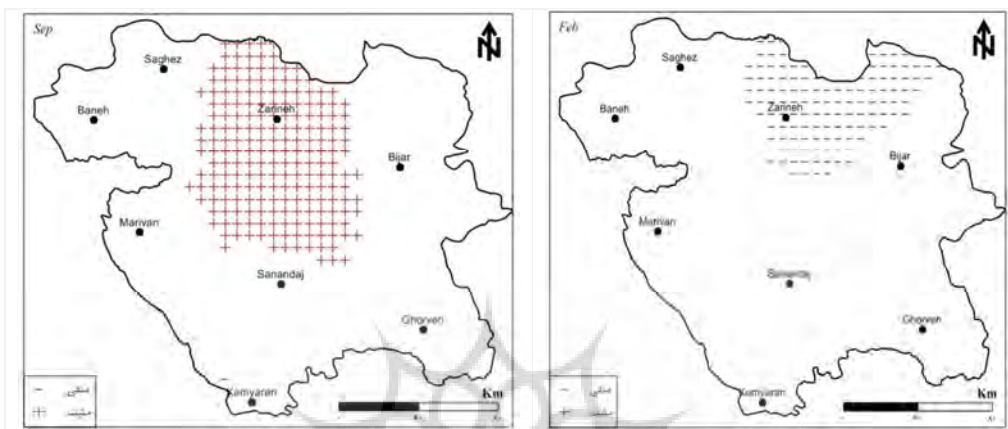 Sep
N
Saghez
Baneh
Zarineh
Bijar
Marivan
Sanandaj
Ghorveh
Kamyaran
Km
Feb
N
Saghez
Baneh
Zarineh
Bijar
Marivan
Sanandaj
Ghorveh
Kamyaran
Km